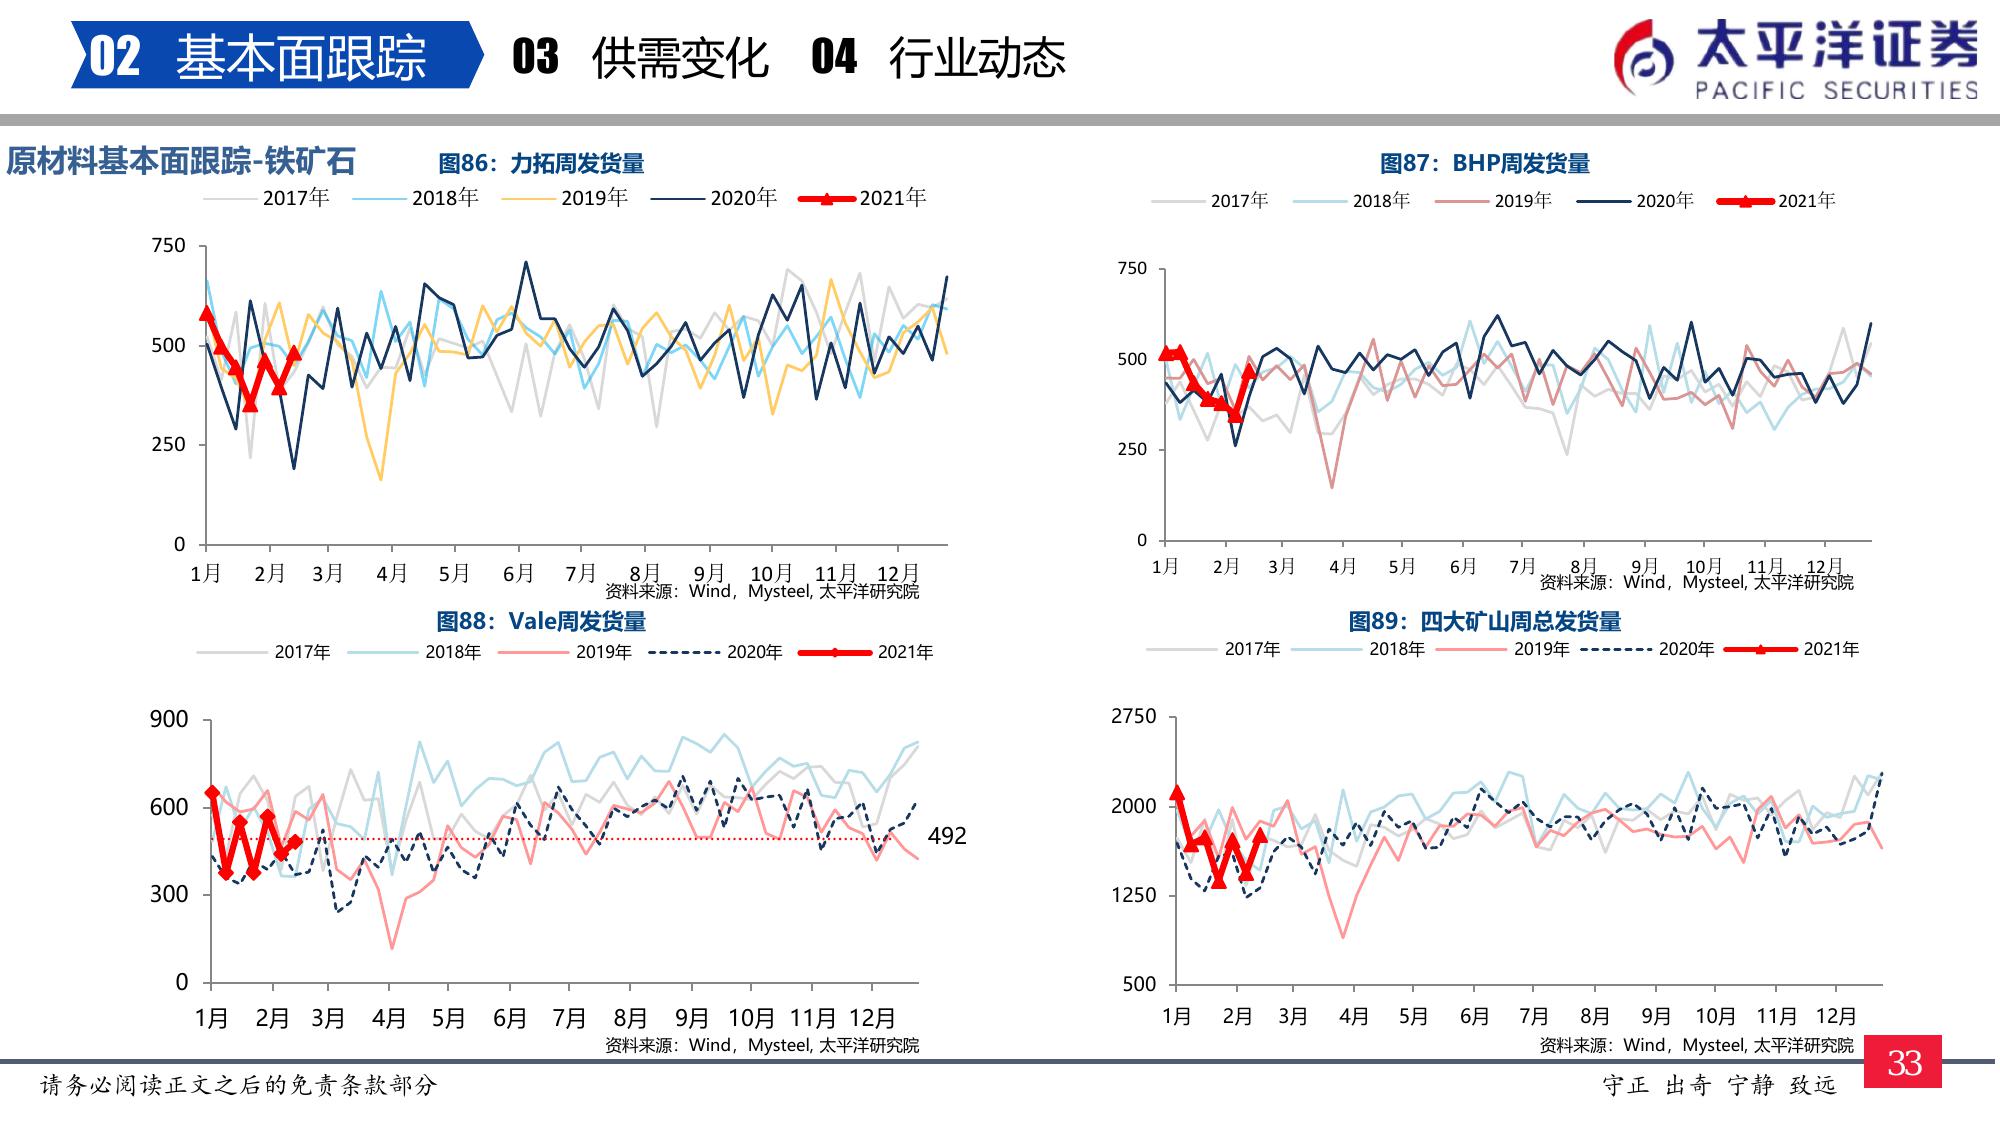 02 基本面跟踪 03 供需变化 04 行业动态
太平洋证券
PACIFIC SECURITIES
原材料基本面跟踪-铁矿石
图86：力拓周发货量
2017年 2018年 2019年 2020年 2021年
750
500
250
0
1月 2月 3月 4月 5月 6月 7月 8月 9月 10月 11月 12月
资料来源：Wind，Mysteel, 太平洋研究院
图87：BHP周发货量
2017年 2018年 2019年 2020年 2021年
750
500
250
0
1月 2月 3月 4月 5月 6月 7月 8月 9月 10月 11月 12月
资料来源：Wind，Mysteel, 太平洋研究院
图88：Vale周发货量
2017年 2018年 2019年 2020年 2021年
900
600
300
0
492
1月 2月 3月 4月 5月 6月 7月 8月 9月 10月 11月 12月
资料来源：Wind，Mysteel, 太平洋研究院
图89：四大矿山周总发货量
2017年 2018年 2019年 2020年 2021年
2750
2000
1250
500
1月 2月 3月 4月 5月 6月 7月 8月 9月 10月 11月 12月
资料来源：Wind，Mysteel, 太平洋研究院
33
请务必阅读正文之后的免责条款部分
守正 出奇 宁静 致远